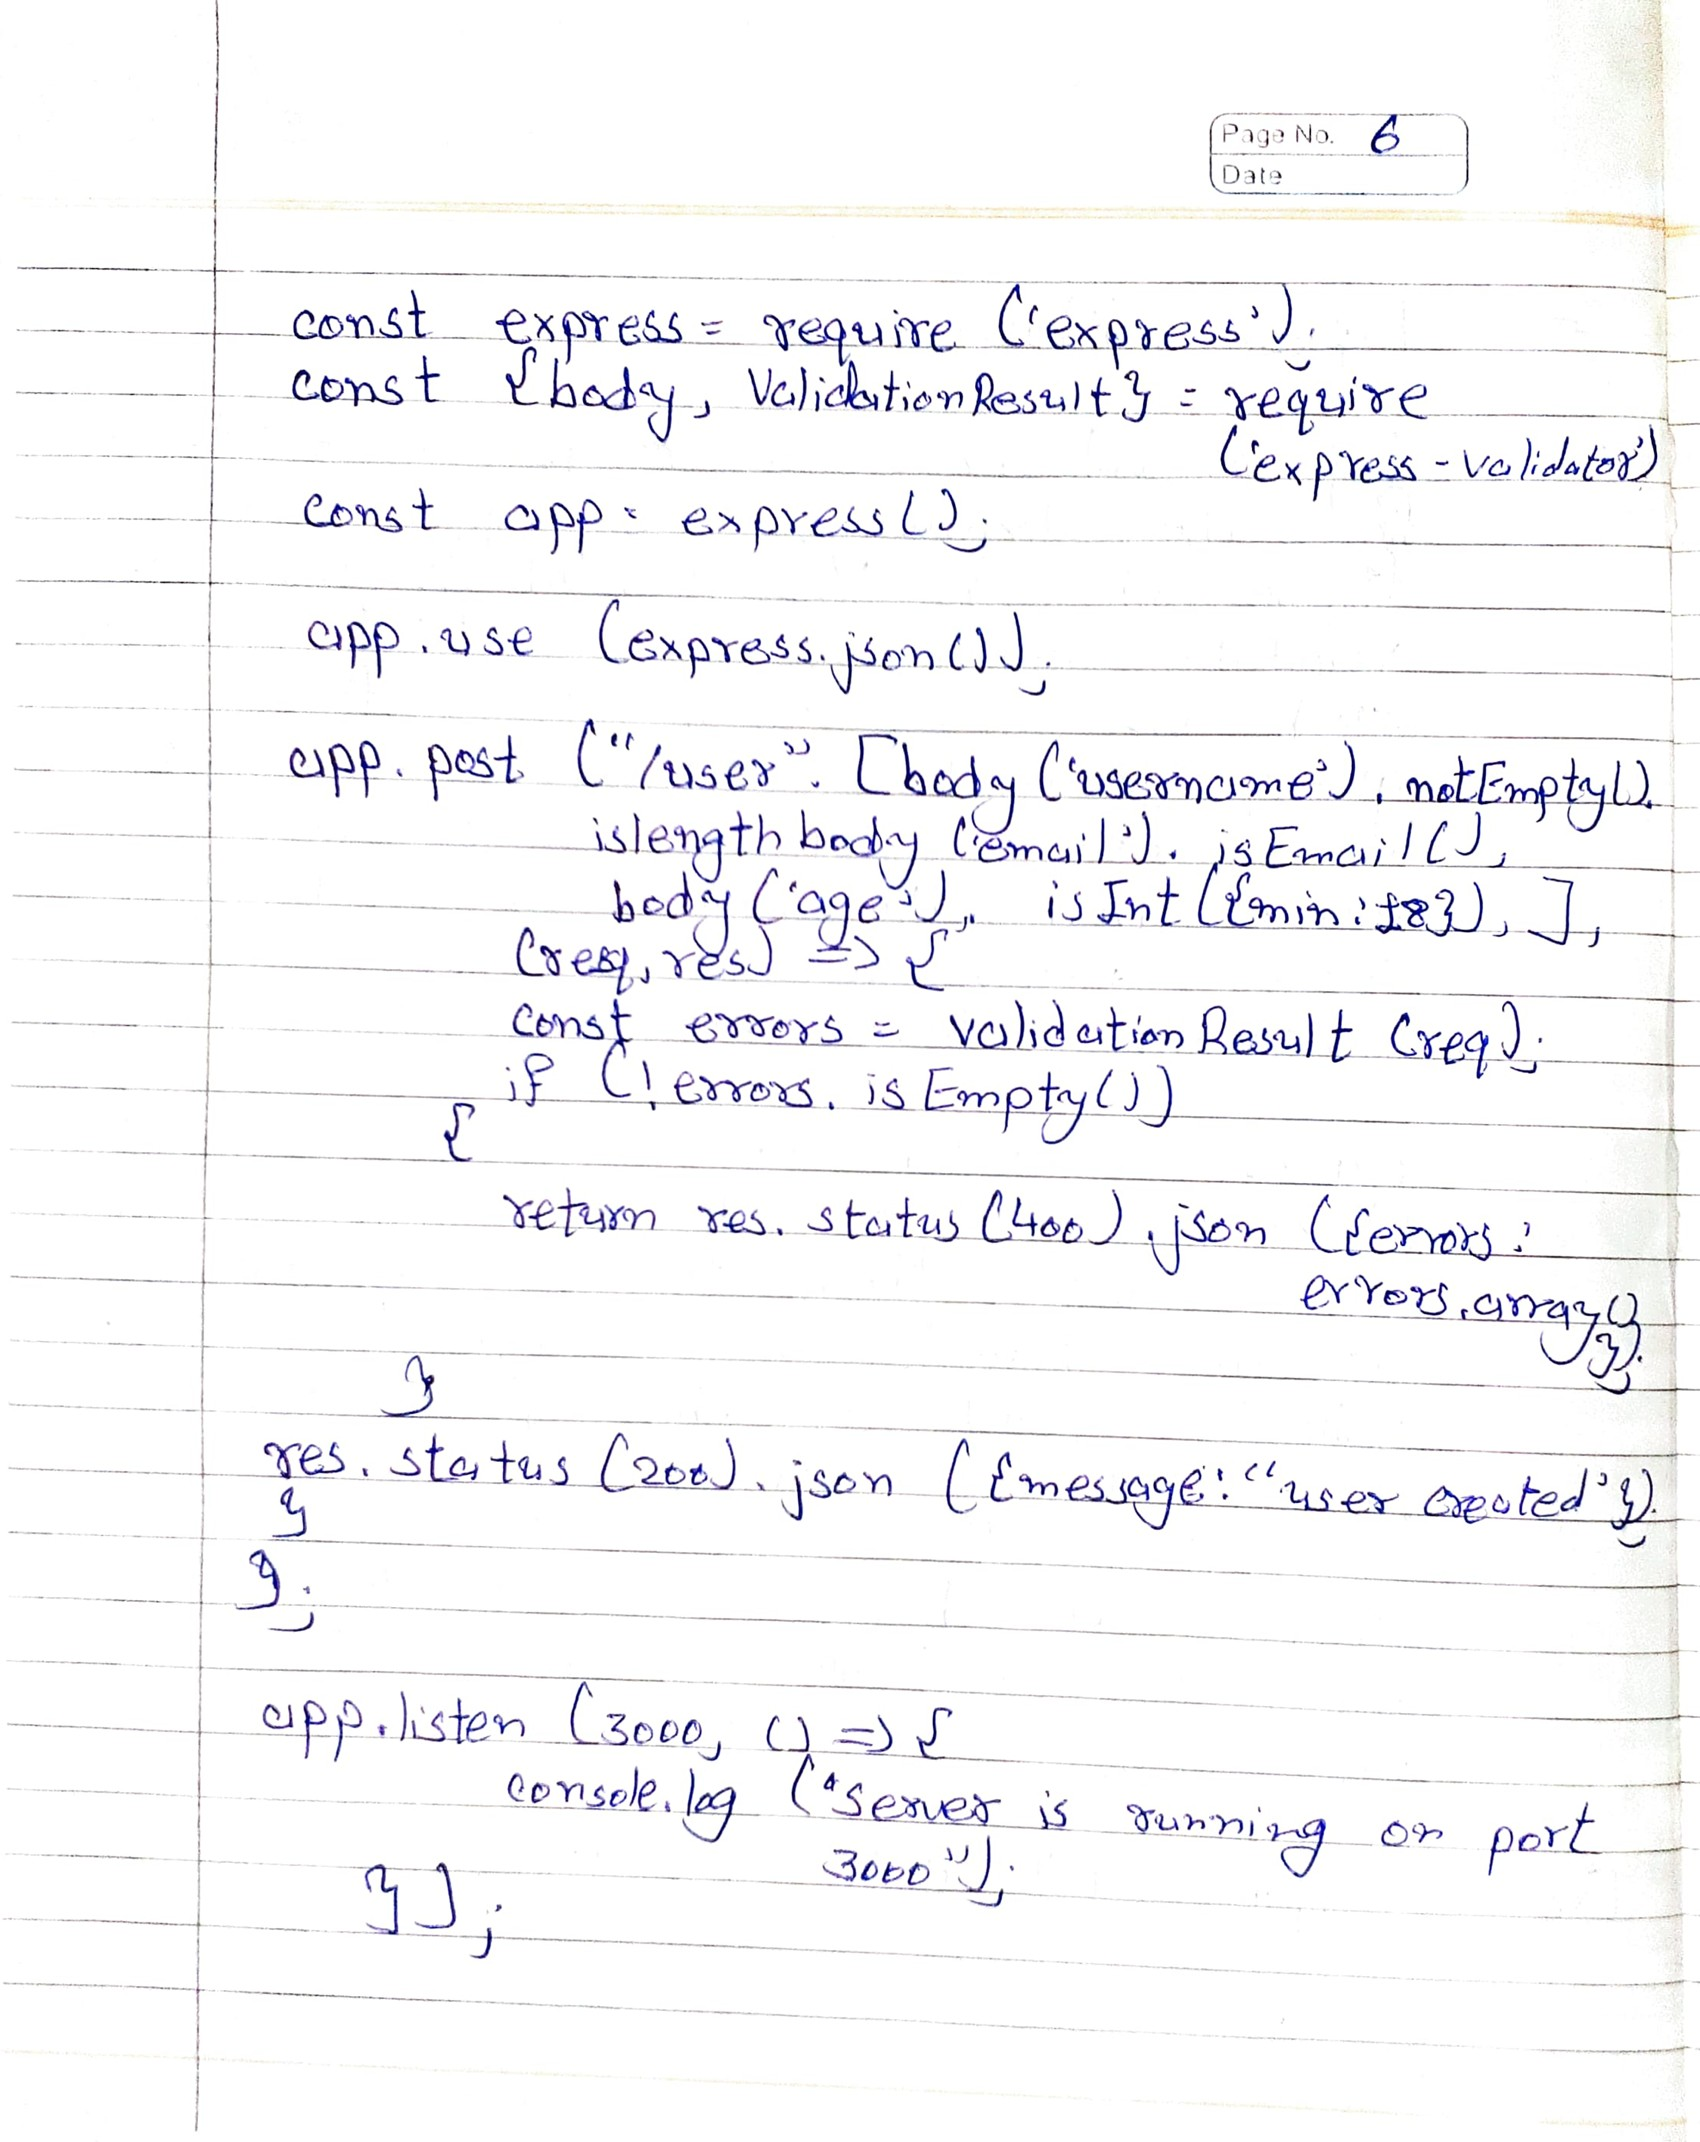 Page No. 6
Date
const express = require ('express');
const {body, ValidationResult} = require
('express-validator')
const app = express();
app.use (express.json());
app.post ("/user". [body ('username'). notEmpty().
islength body ('email'). isEmail(),
body ('age'). isInt ({min:18}), ],
(req, res) => {
const errors = validationResult (req);
if (! errors. isEmpty())
{
return res. status (400). json ({errors:
errors.array()
});
}
res. status (200). json ({message: "user created'});
}
};
app.listen (3000, () => {
console.log ("server is running on port
3000");
});